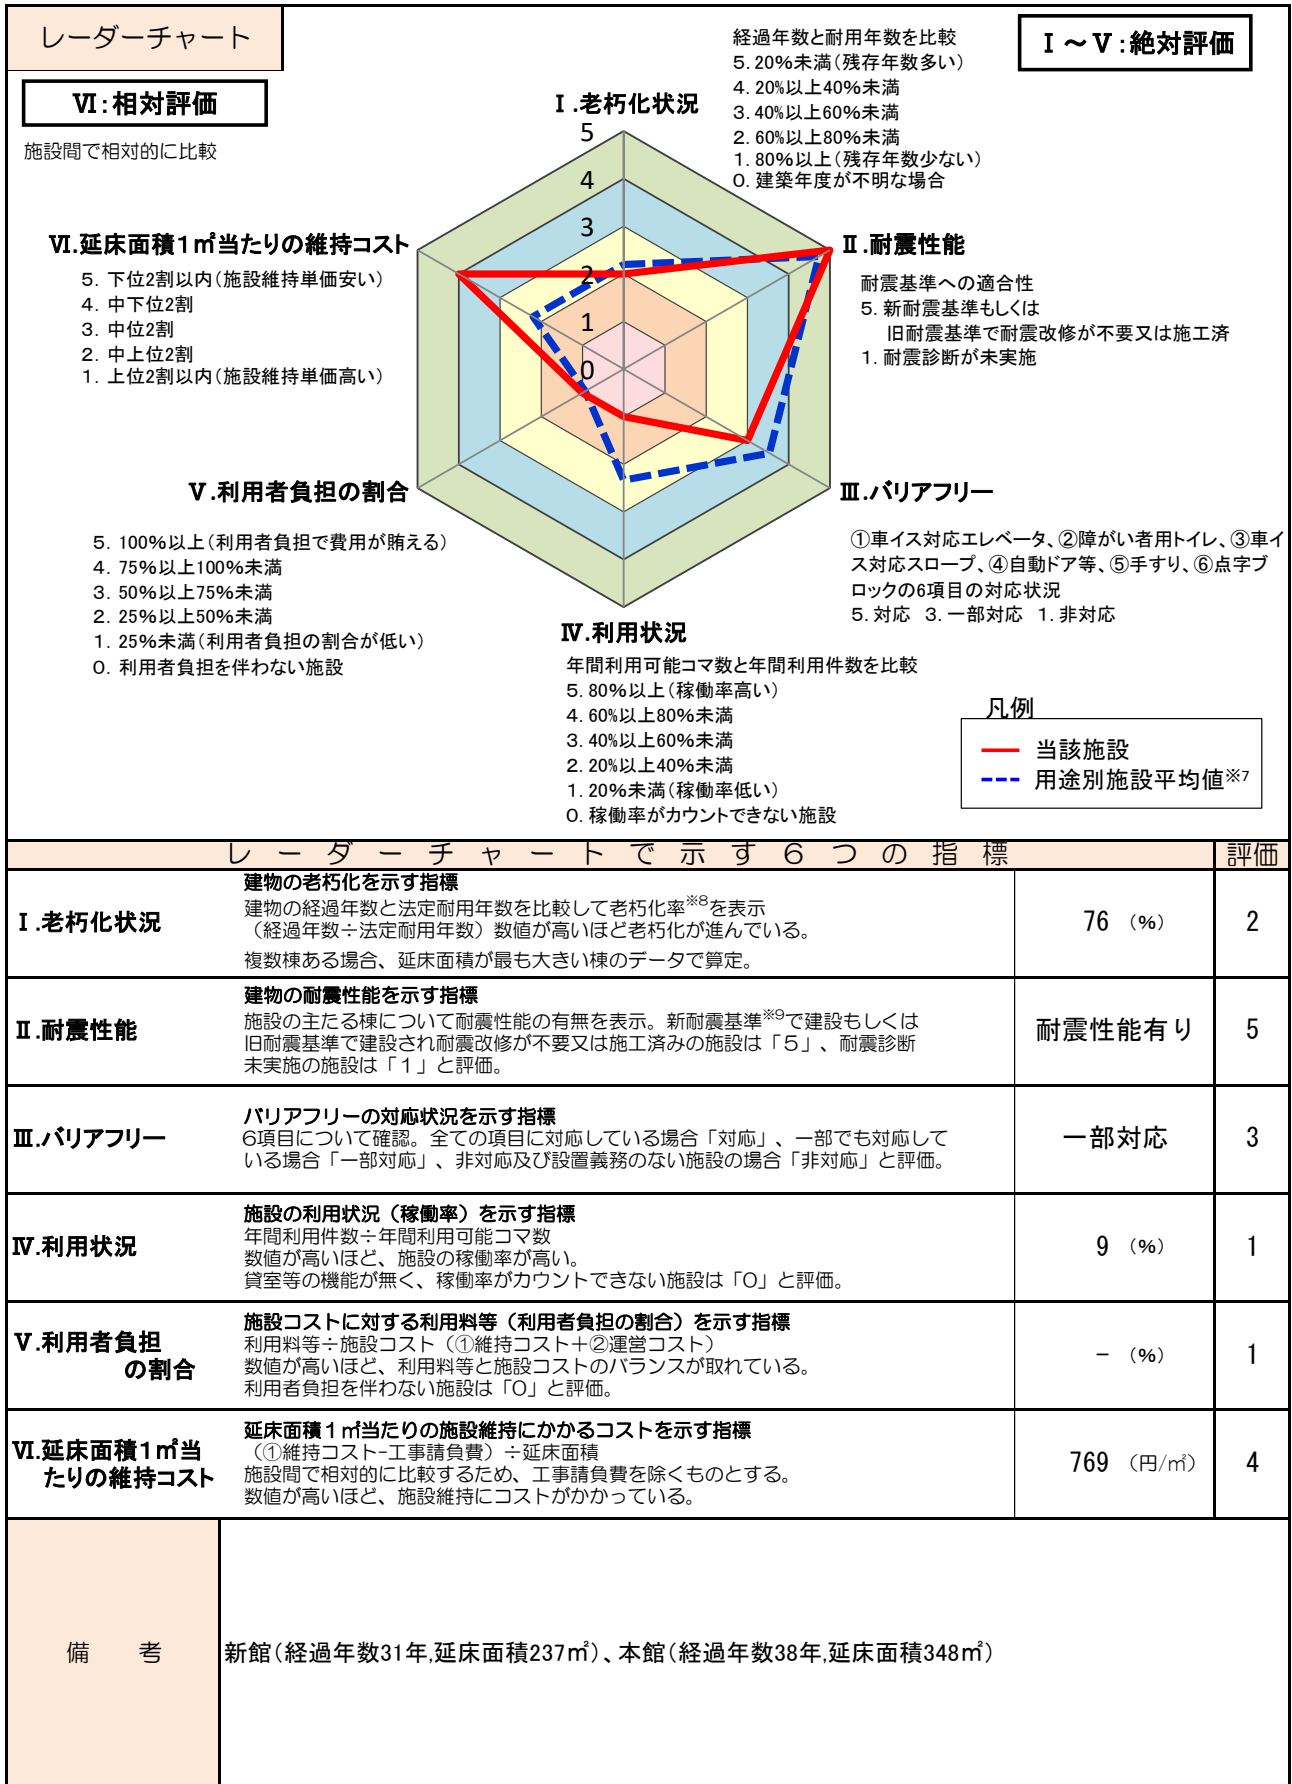 レーダーチャート
Ⅰ～Ⅴ:絶対評価
Ⅵ:相対評価
施設間で相対的に比較
Ⅰ.老朽化状況
経過年数と耐用年数を比較
5.20%未満(残存年数多い)
4.20%以上40%未満
3.40%以上60%未満
2.60%以上80%未満
1.80%以上(残存年数少ない)
0.建築年度が不明な場合
5
4
3
2
1
0
Ⅱ.耐震性能
耐震基準への適合性
5.新耐震基準もしくは
旧耐震基準で耐震改修が不要又は施工済
1.耐震診断が未実施
Ⅵ.延床面積1㎡当たりの維持コスト
5.下位2割以内(施設維持単価安い)
4.中下位2割
3.中位2割
2.中上位2割
1.上位2割以内(施設維持単価高い)
Ⅲ.バリアフリー
①車イス対応エレベータ、②障がい者用トイレ、③車イ
ス対応スロープ、④自動ドア等、⑤手すり、⑥点字ブ
ロックの6項目の対応状況
5.対応 3.一部対応 1.非対応
Ⅴ.利用者負担の割合
5.100%以上(利用者負担で費用が賄える)
4.75%以上100%未満
3.50%以上75%未満
2.25%以上50%未満
1.25%未満(利用者負担の割合が低い)
0.利用者負担を伴わない施設
Ⅳ.利用状況
年間利用可能コマ数と年間利用件数を比較
5.80%以上(稼働率高い)
4.60%以上80%未満
3.40%以上60%未満
2.20%以上40%未満
1.20%未満(稼働率低い)
0.稼働率がカウントできない施設
凡例
当該施設
用途別施設平均値※7
レーダーチャートで示す6つの指標 評価
Ⅰ.老朽化状況
建物の老朽化を示す指標
建物の経過年数と法定耐用年数を比較して老朽化率※8を表示
（経過年数÷法定耐用年数）数値が高いほど老朽化が進んでいる。
複数棟ある場合、延床面積が最も大きい棟のデータで算定。
76 (%) 2
Ⅱ.耐震性能
建物の耐震性能を示す指標
施設の主たる棟について耐震性能の有無を表示。新耐震基準※9で建設もしくは
旧耐震基準で建設され耐震改修が不要又は施工済みの施設は「5」、耐震診断
未実施の施設は「1」と評価。
耐震性能有り 5
Ⅲ.バリアフリー
バリアフリーの対応状況を示す指標
6項目について確認。全ての項目に対応している場合「対応」、一部でも対応して
いる場合「一部対応」、非対応及び設置義務のない施設の場合「非対応」と評価。
一部対応 3
Ⅳ.利用状況
施設の利用状況（稼働率）を示す指標
年間利用件数÷年間利用可能コマ数
数値が高いほど、施設の稼働率が高い。
貸室等の機能が無く、稼働率がカウントできない施設は「0」と評価。
9 (%) 1
Ⅴ.利用者負担
の割合
施設コストに対する利用料等（利用者負担の割合）を示す指標
利用料等÷施設コスト（①維持コスト+②運営コスト）
数値が高いほど、利用料等と施設コストのバランスが取れている。
利用者負担を伴わない施設は「0」と評価。
- (%) 1
Ⅵ.延床面積1㎡当
たりの維持コスト
延床面積1㎡当たりの施設維持にかかるコストを示す指標
（①維持コスト-工事請負費）÷延床面積
施設間で相対的に比較するため、工事請負費を除くものとする。
数値が高いほど、施設維持にコストがかかっている。
769 (円/㎡) 4
備 考
新館(経過年数31年,延床面積237㎡)、本館(経過年数38年,延床面積348㎡)